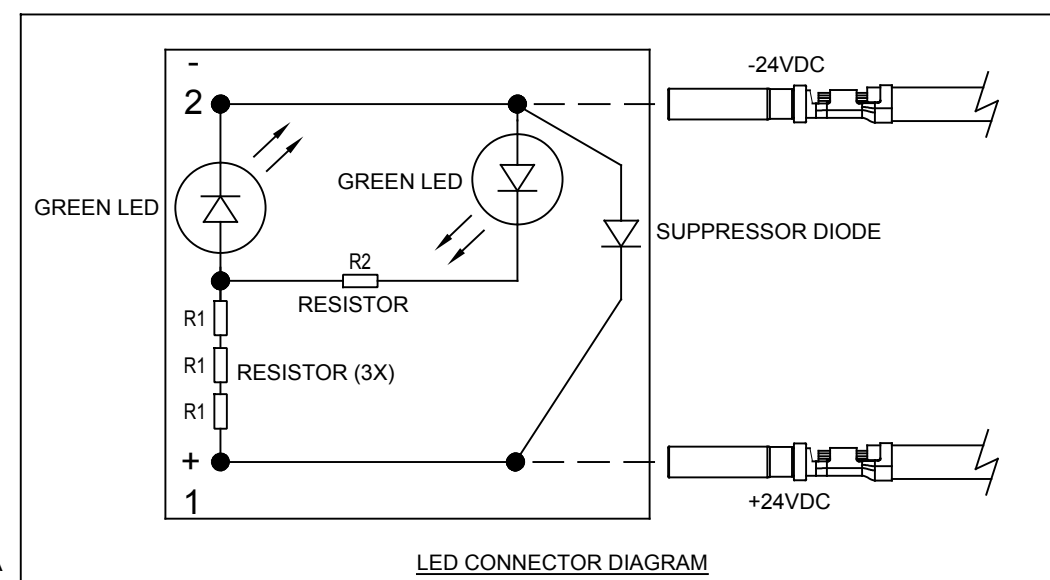 -
2
-24VDC
GREEN LED
GREEN LED
SUPPRESSOR DIODE
R2
RESISTOR
R1
R1
RESISTOR (3X)
R1
+
1
+24VDC
LED CONNECTOR DIAGRAM